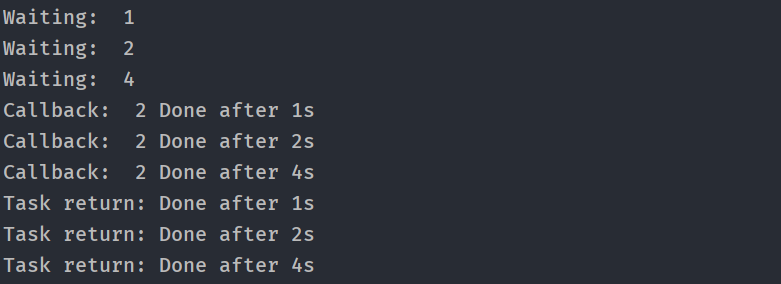 Waiting:  1
Waiting:  2
Waiting:  4
Callback:  2 Done after 1s
Callback:  2 Done after 2s
Callback:  2 Done after 4s
Task return: Done after 1s
Task return: Done after 2s
Task return: Done after 4s